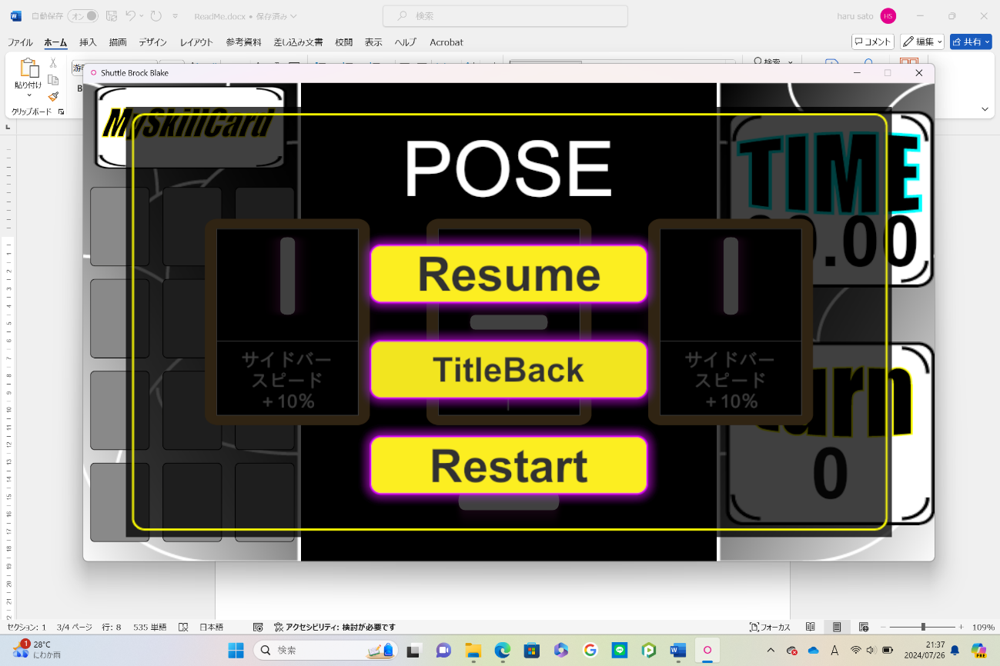 自動保存 オフ ReadMe.docx • 保存済み 検索 haru sato HS
ファイル ホーム 挿入 描画 デザイン レイアウト 参考資料 差し込み文書 校閲 表示 ヘルプ Acrobat コメント 編集 共有
貼り付け
クリップボード
検索
Shuttle Brock Blake
MySkillCard
POSE
TIME
.00
Resume
TitleBack
Restart
サイドバー
スピード
+10%
サイドバー
スピード
+10%
0
セクション: 1 3/4 ページ 行: 8 535 単語 日本語 アクセシビリティ: 検討が必要です フォーカス 109%
1
28°C
にわか雨
検索
A
21:37
2024/07/26
PRE